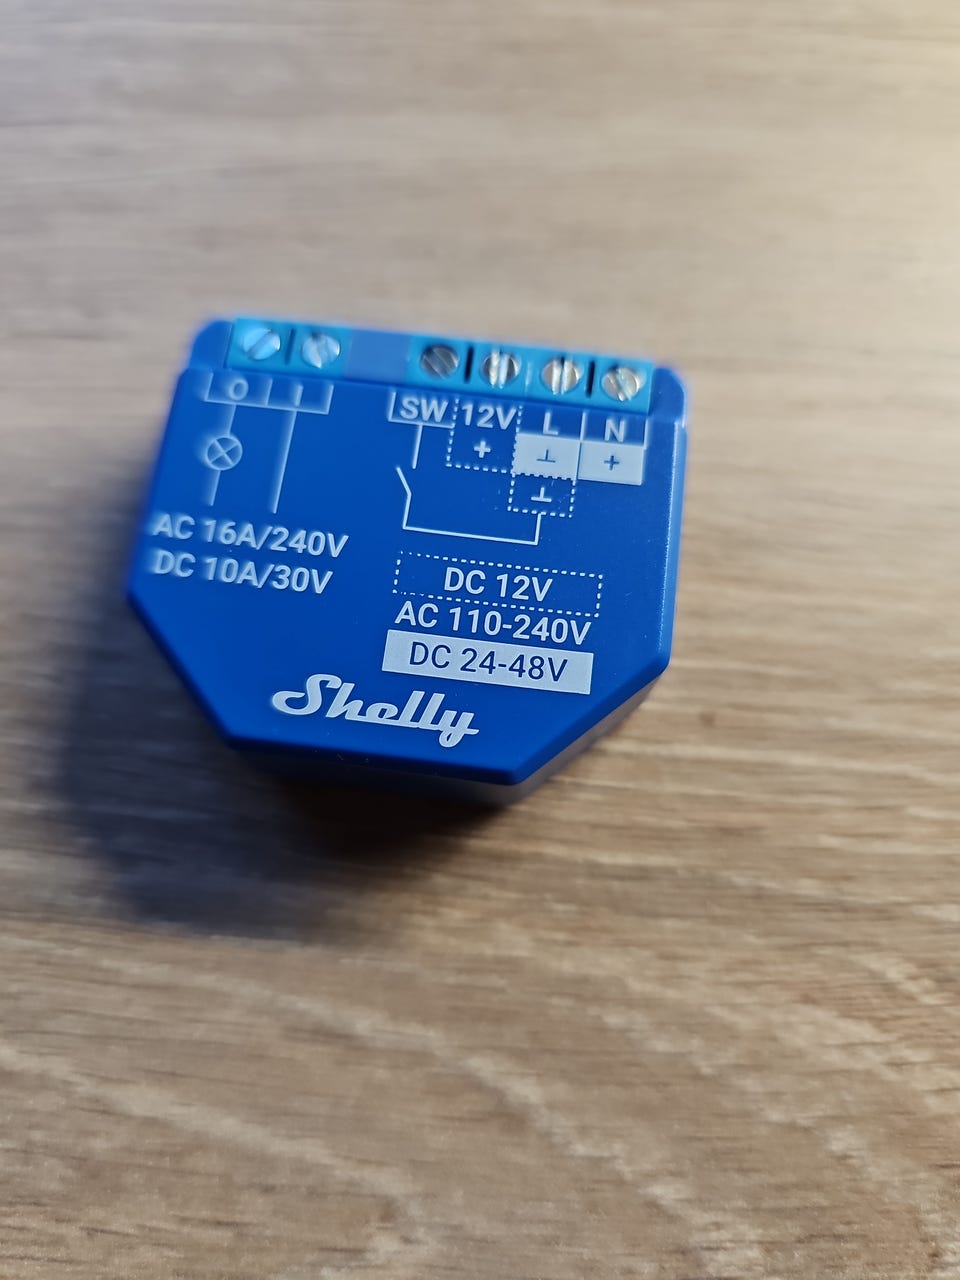 O I SW 12V L N
+ ⊥ +
⊥
AC 16A/240V
DC 10A/30V
DC 12V
AC 110-240V
DC 24-48V
Shelly